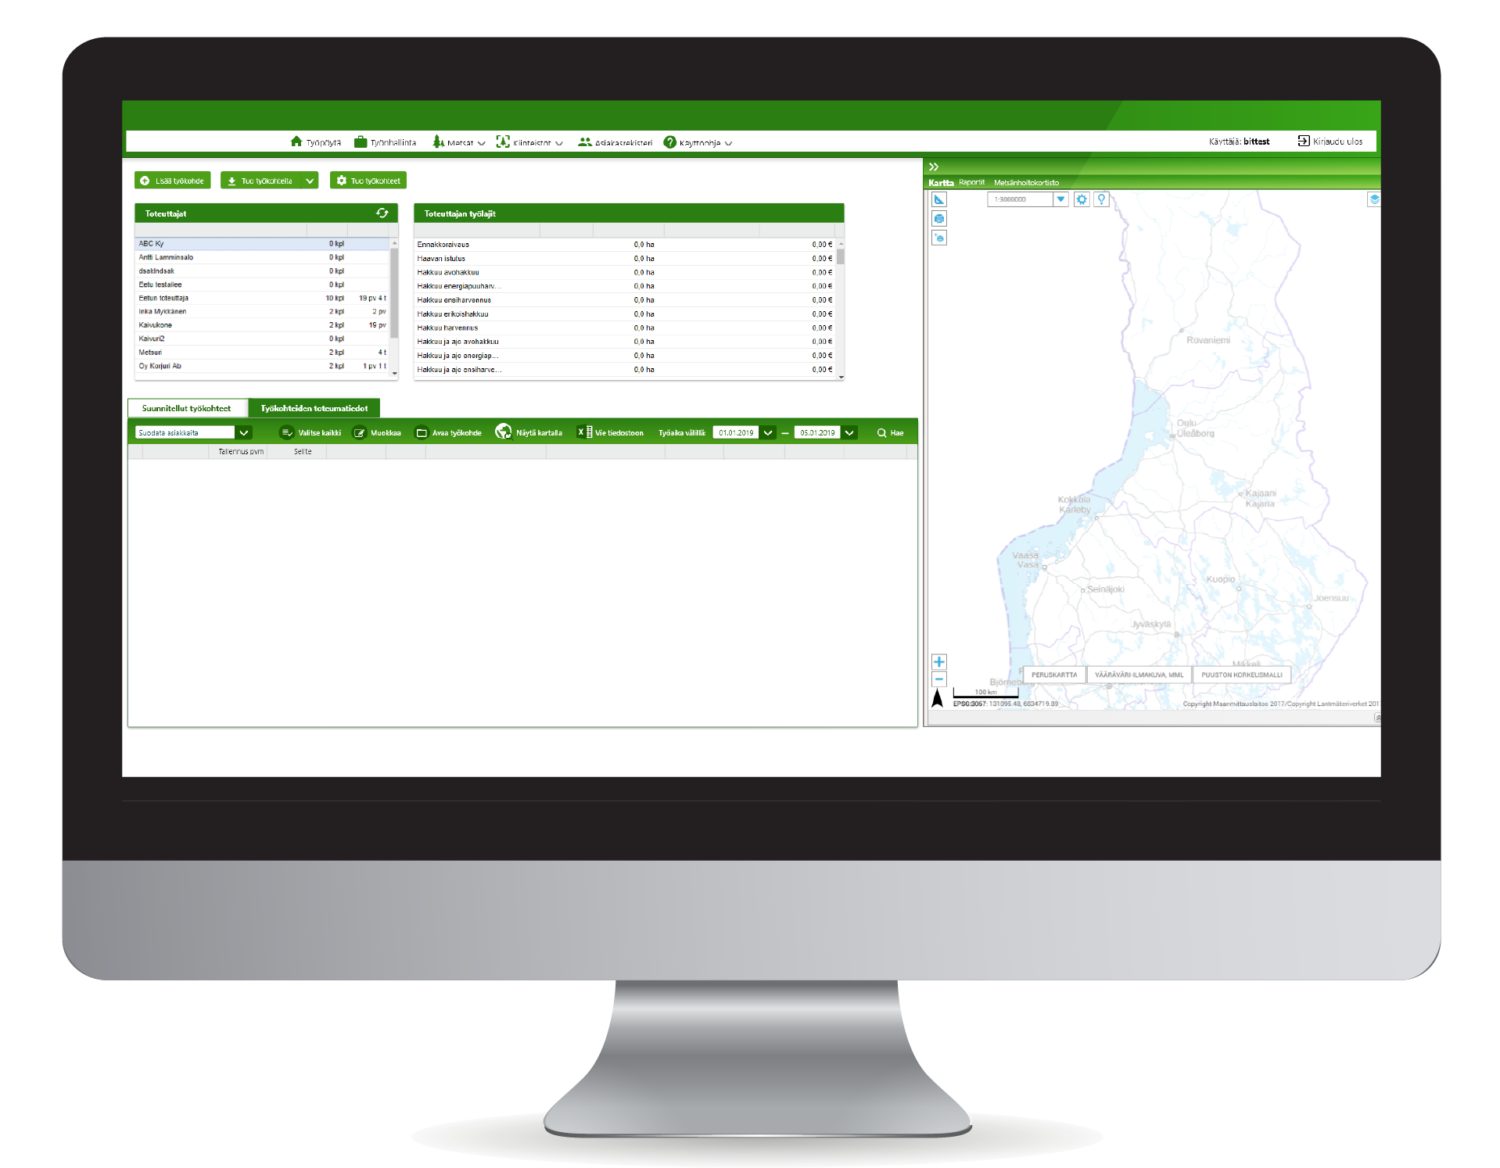 Työpöytä Työnhallinta Metsät Kiinteistöt Asiakasrekisteri Käyttöohje Käyttäjä: bittest Kirjaudu ulos
Lisää työkohde Tuo työkohteita Tuo työkohteet
Kartta Raportit Metsänhoitokortisto
1:3000000
Toteuttajat Toteuttajan työlajit
ABC Ky 0 kpl
Antti Lamminsalo 0 kpl
dsakindsak 0 kpl
Eetu testailee 0 kpl
Eetun toteuttaja 10 kpl 19 pv 4 t
Inka Mykkänen 2 kpl 2 pv
Kaivukone 2 kpl 19 pv
Kaivuri2 0 kpl
Metsuri 2 kpl 4 t
Oy Korjuri Ab 2 kpl 1 pv 1 t
Ennakkoraivaus 0,0 ha 0,00 €
Haavan istutus 0,0 ha 0,00 €
Hakkuu avohakkuu 0,0 ha 0,00 €
Hakkuu energiapuuharv... 0,0 ha 0,00 €
Hakkuu ensiharvennus 0,0 ha 0,00 €
Hakkuu erikoishakkuu 0,0 ha 0,00 €
Hakkuu harvennus 0,0 ha 0,00 €
Hakkuu ja ajo avohakkuu 0,0 ha 0,00 €
Hakkuu ja ajo energiap... 0,0 ha 0,00 €
Hakkuu ja ajo ensiharve... 0,0 ha 0,00 €
Suunnitellut työkohteet Työkohteiden toteumatiedot
Suodata asiakkaita Valitse kaikki Muokkaa Avaa työkohde Näytä kartalla Vie tiedostoon Työaika välillä: 01.01.2019 — 05.01.2019 Hae
Tallennus pvm Selite
Rovaniemi
Oulu
Uleåborg
Kajaani
Kajana
Kokkola
Karleby
Vaasa
Vasa
Kuopio
Seinäjoki
Joensuu
Jyväskylä
Mikkeli
PERUSKARTTA VÄÄRÄVÄRI-ILMAKUVA, MML PUUSTON KORKEUSMALLI
100 km
EPSG:3067: 131095.48, 6834719.89 Copyright Maanmittauslaitos 2017/Copyright Lantmäteriverket 201